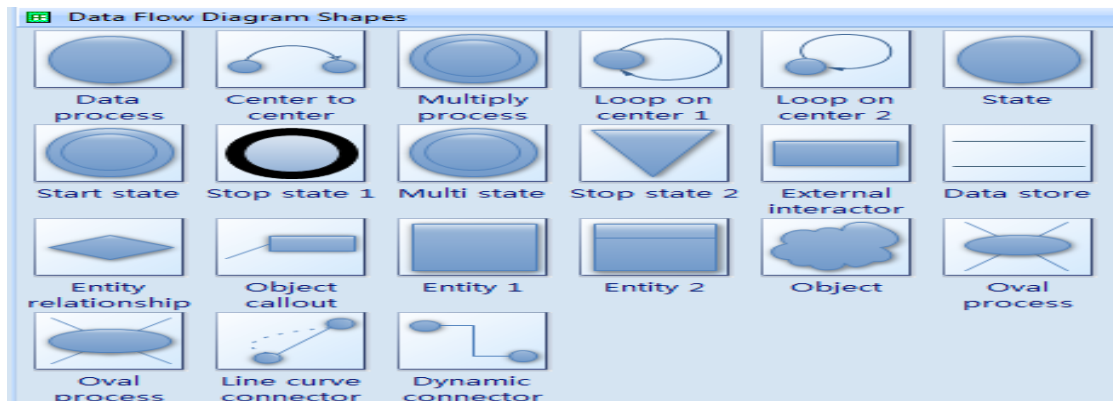 Data Flow Diagram Shapes
Data process
Center to center
Multiply process
Loop on center 1
Loop on center 2
State
Start state
Stop state 1
Multi state
Stop state 2
External interactor
Data store
Entity relationship
Object callout
Entity 1
Entity 2
Object
Oval process
Oval process
Line curve connector
Dynamic connector